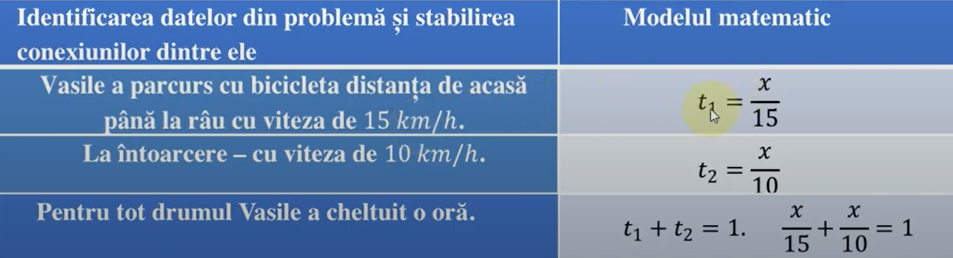 Identificarea datelor din problemă și stabilirea conexiunilor dintre ele
Modelul matematic
Vasile a parcurs cu bicicleta distanța de acasă
până la râu cu viteza de 15 km/h.
t₁ = x/15
La întoarcere – cu viteza de 10 km/h.
t₂ = x/10
Pentru tot drumul Vasile a cheltuit o oră.
t₁ + t₂ = 1. x/15 + x/10 = 1